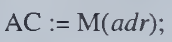 AC := M(adr);